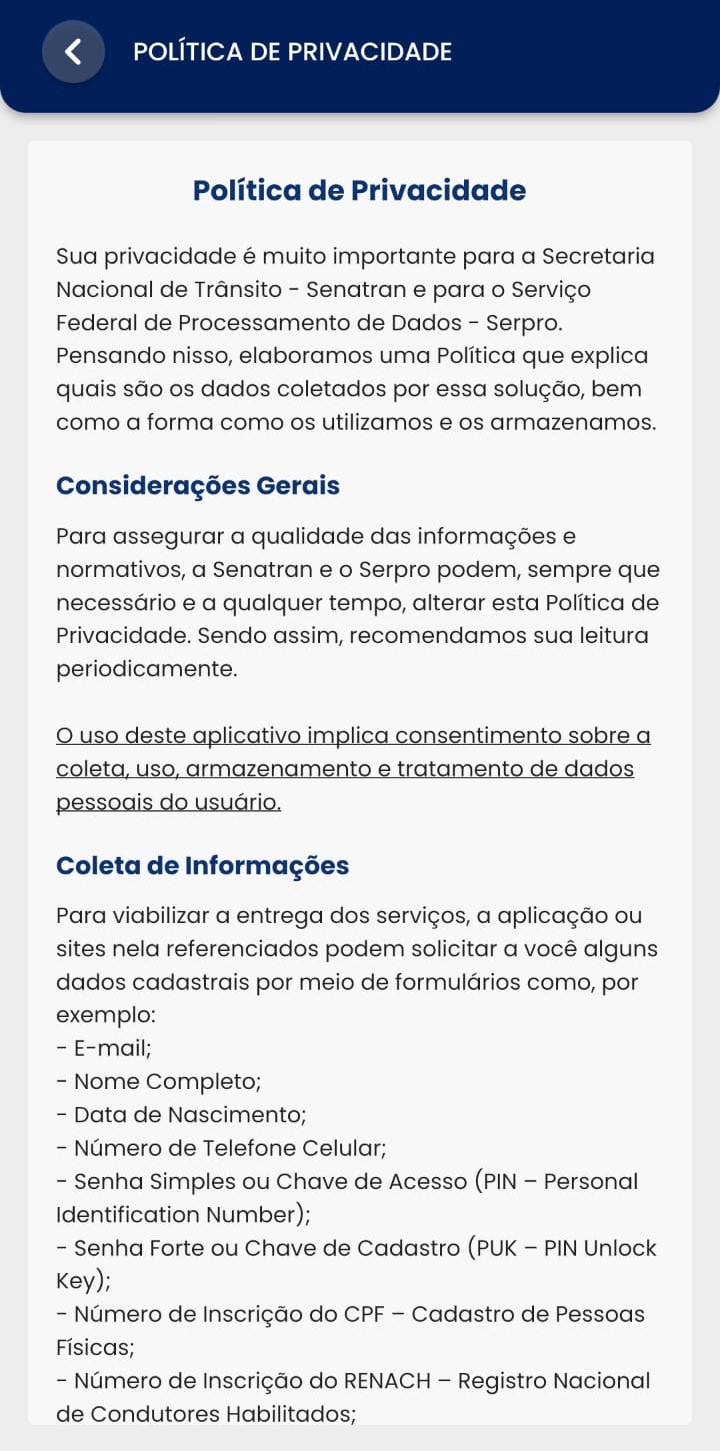 POLÍTICA DE PRIVACIDADE
Política de Privacidade
Sua privacidade é muito importante para a Secretaria
Nacional de Trânsito - Senatran e para o Serviço
Federal de Processamento de Dados - Serpro.
Pensando nisso, elaboramos uma Política que explica
quais são os dados coletados por essa solução, bem
como a forma como os utilizamos e os armazenamos.
Considerações Gerais
Para assegurar a qualidade das informações e
normativos, a Senatran e o Serpro podem, sempre que
necessário e a qualquer tempo, alterar esta Política de
Privacidade. Sendo assim, recomendamos sua leitura
periodicamente.
O uso deste aplicativo implica consentimento sobre a
coleta, uso, armazenamento e tratamento de dados
pessoais do usuário.
Coleta de Informações
Para viabilizar a entrega dos serviços, a aplicação ou
sites nela referenciados podem solicitar a você alguns
dados cadastrais por meio de formulários como, por
exemplo:
- E-mail;
- Nome Completo;
- Data de Nascimento;
- Número de Telefone Celular;
- Senha Simples ou Chave de Acesso (PIN – Personal
Identification Number);
- Senha Forte ou Chave de Cadastro (PUK – PIN Unlock
Key);
- Número de Inscrição do CPF – Cadastro de Pessoas
Físicas;
- Número de Inscrição do RENACH – Registro Nacional
de Condutores Habilitados;